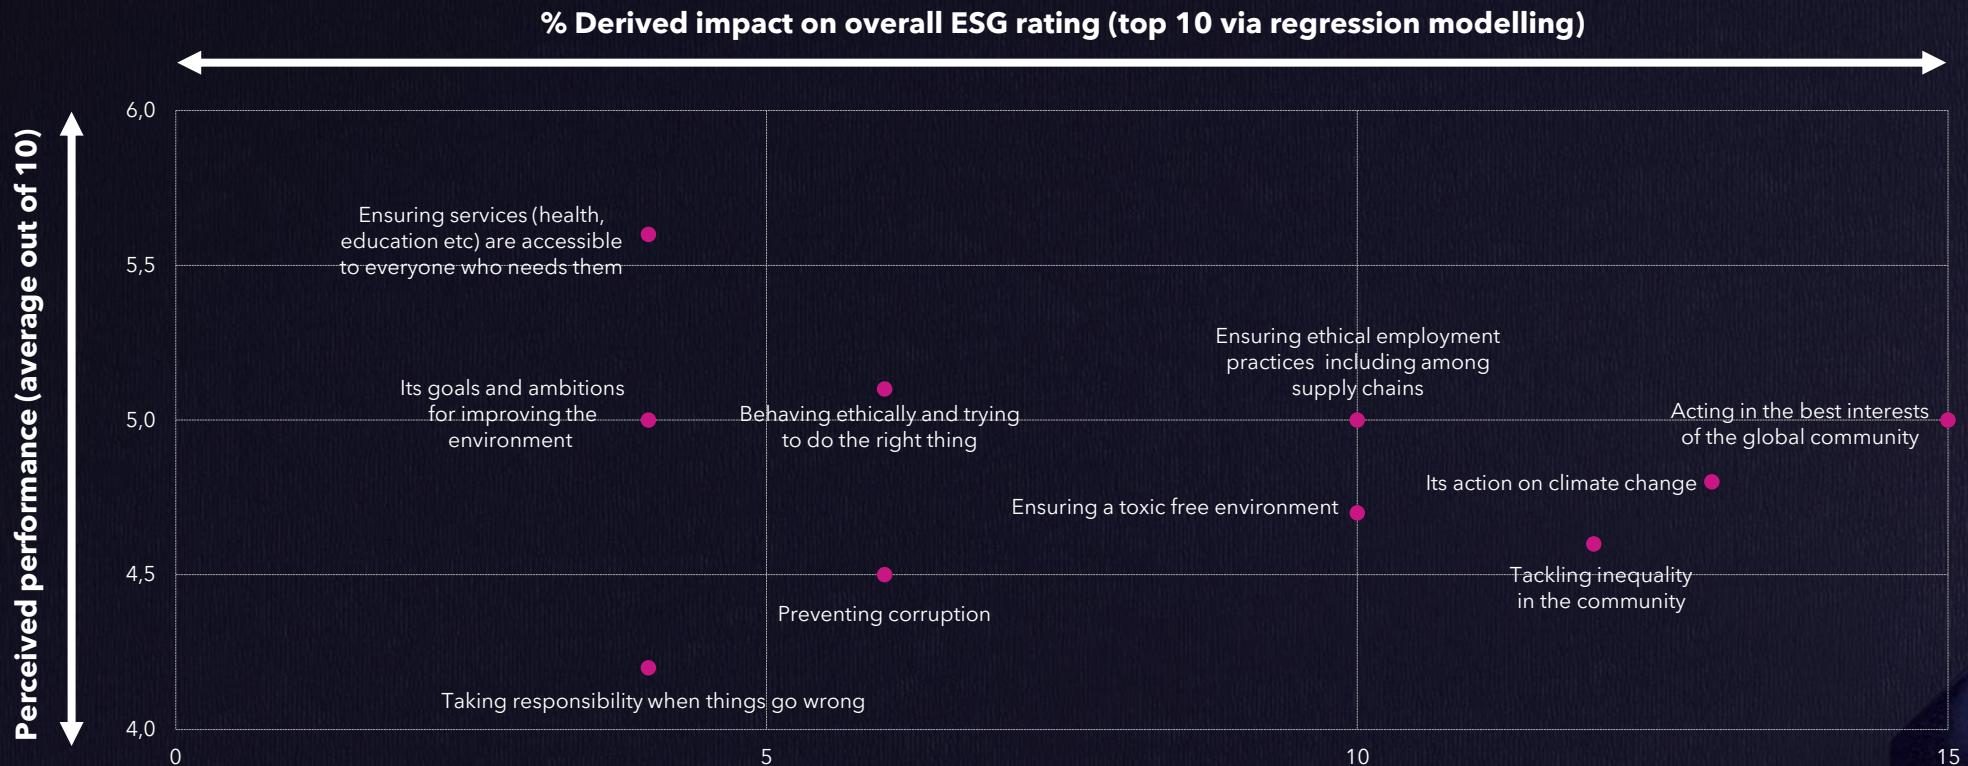 % Derived impact on overall ESG rating (top 10 via regression modelling)
Perceived performance (average out of 10)
6,0
5,5
5,0
4,5
4,0
Ensuring services (health,
education etc) are accessible
to everyone who needs them
Its goals and ambitions
for improving the
environment
Behaving ethically and trying
to do the right thing
Ensuring ethical employment
practices  including among
supply chains
Acting in the best interests
of the global community
Its action on climate change
Ensuring a toxic free environment
Tackling inequality
in the community
Preventing corruption
Taking responsibility when things go wrong
0
5
10
15